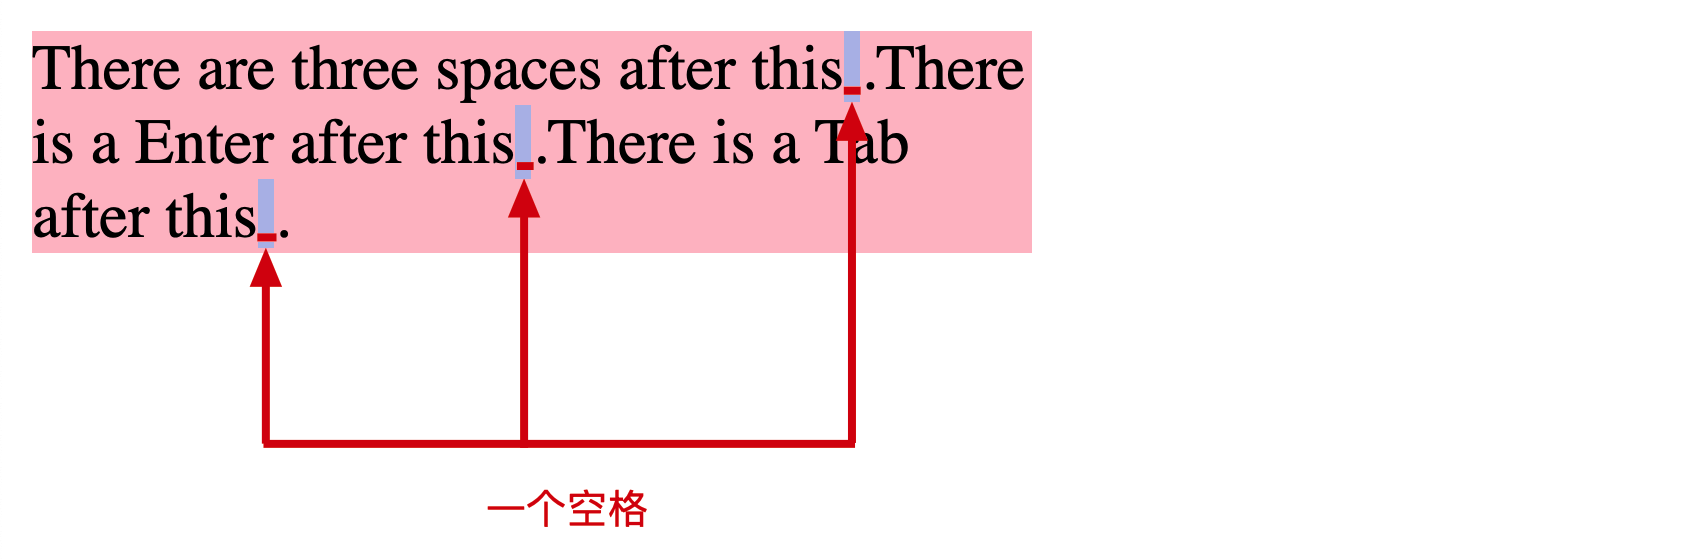 There are three spaces after this .There
is a Enter after this .There is a Tab
after this .
一个空格